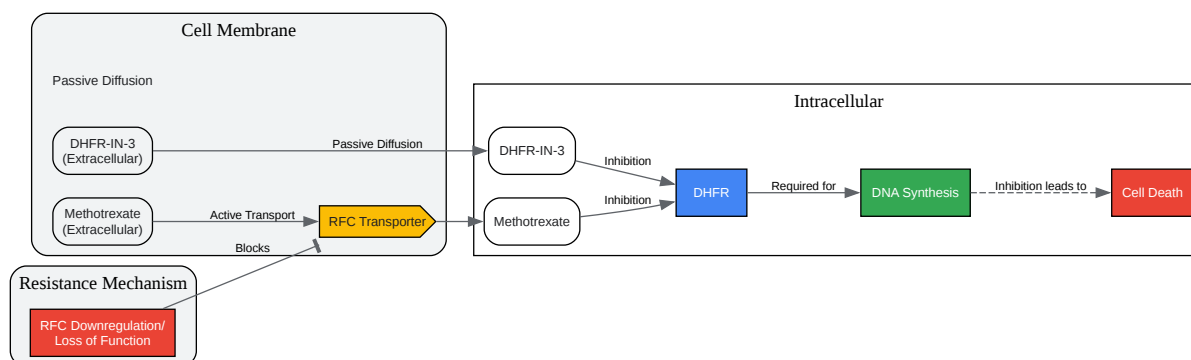 Cell Membrane
Passive Diffusion
DHFR-IN-3
(Extracellular)
Passive Diffusion
Methotrexate
(Extracellular)
Active Transport
RFC Transporter
Blocks
Resistance Mechanism
RFC Downregulation/
Loss of Function
Intracellular
DHFR-IN-3
Inhibition
Methotrexate
Inhibition
DHFR
Required for
DNA Synthesis
Inhibition leads to
Cell Death